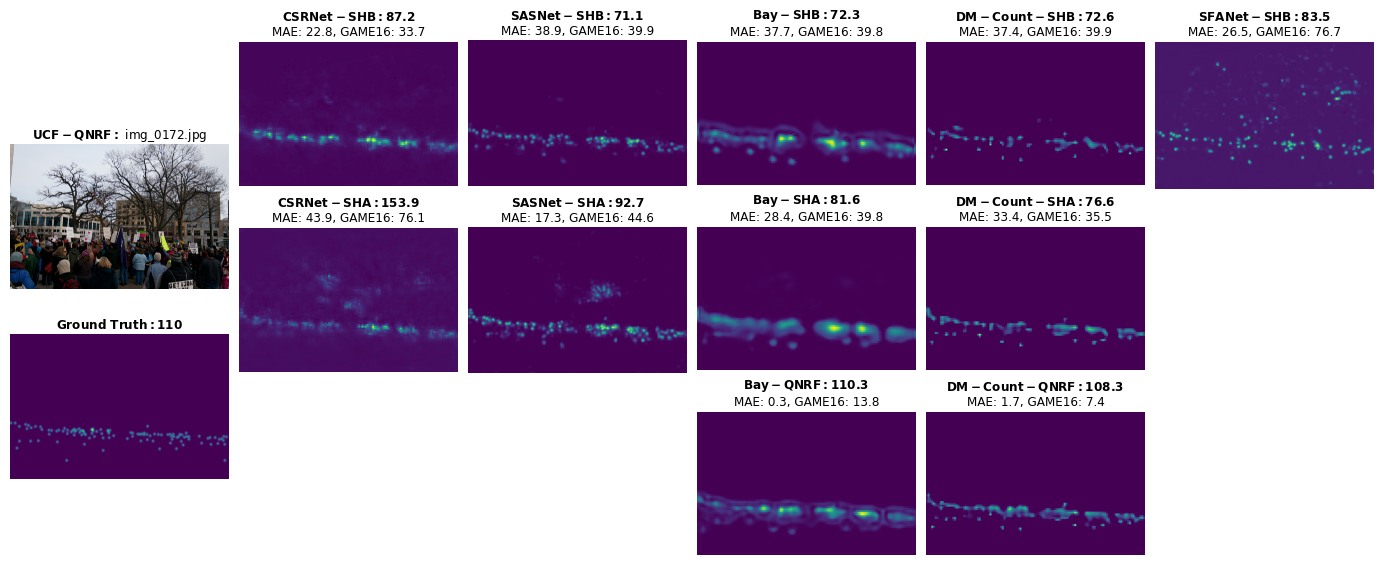 CSRNet − SHB : 87.2
MAE: 22.8, GAME16: 33.7
SASNet − SHB : 71.1
MAE: 38.9, GAME16: 39.9
Bay − SHB : 72.3
MAE: 37.7, GAME16: 39.8
DM − Count − SHB : 72.6
MAE: 37.4, GAME16: 39.9
SFANet − SHB : 83.5
MAE: 26.5, GAME16: 76.7
UCF − QNRF : img_0172.jpg
CSRNet − SHA : 153.9
MAE: 43.9, GAME16: 76.1
SASNet − SHA : 92.7
MAE: 17.3, GAME16: 44.6
Bay − SHA : 81.6
MAE: 28.4, GAME16: 39.8
DM − Count − SHA : 76.6
MAE: 33.4, GAME16: 35.5
Ground Truth : 110
Bay − QNRF : 110.3
MAE: 0.3, GAME16: 13.8
DM − Count − QNRF : 108.3
MAE: 1.7, GAME16: 7.4